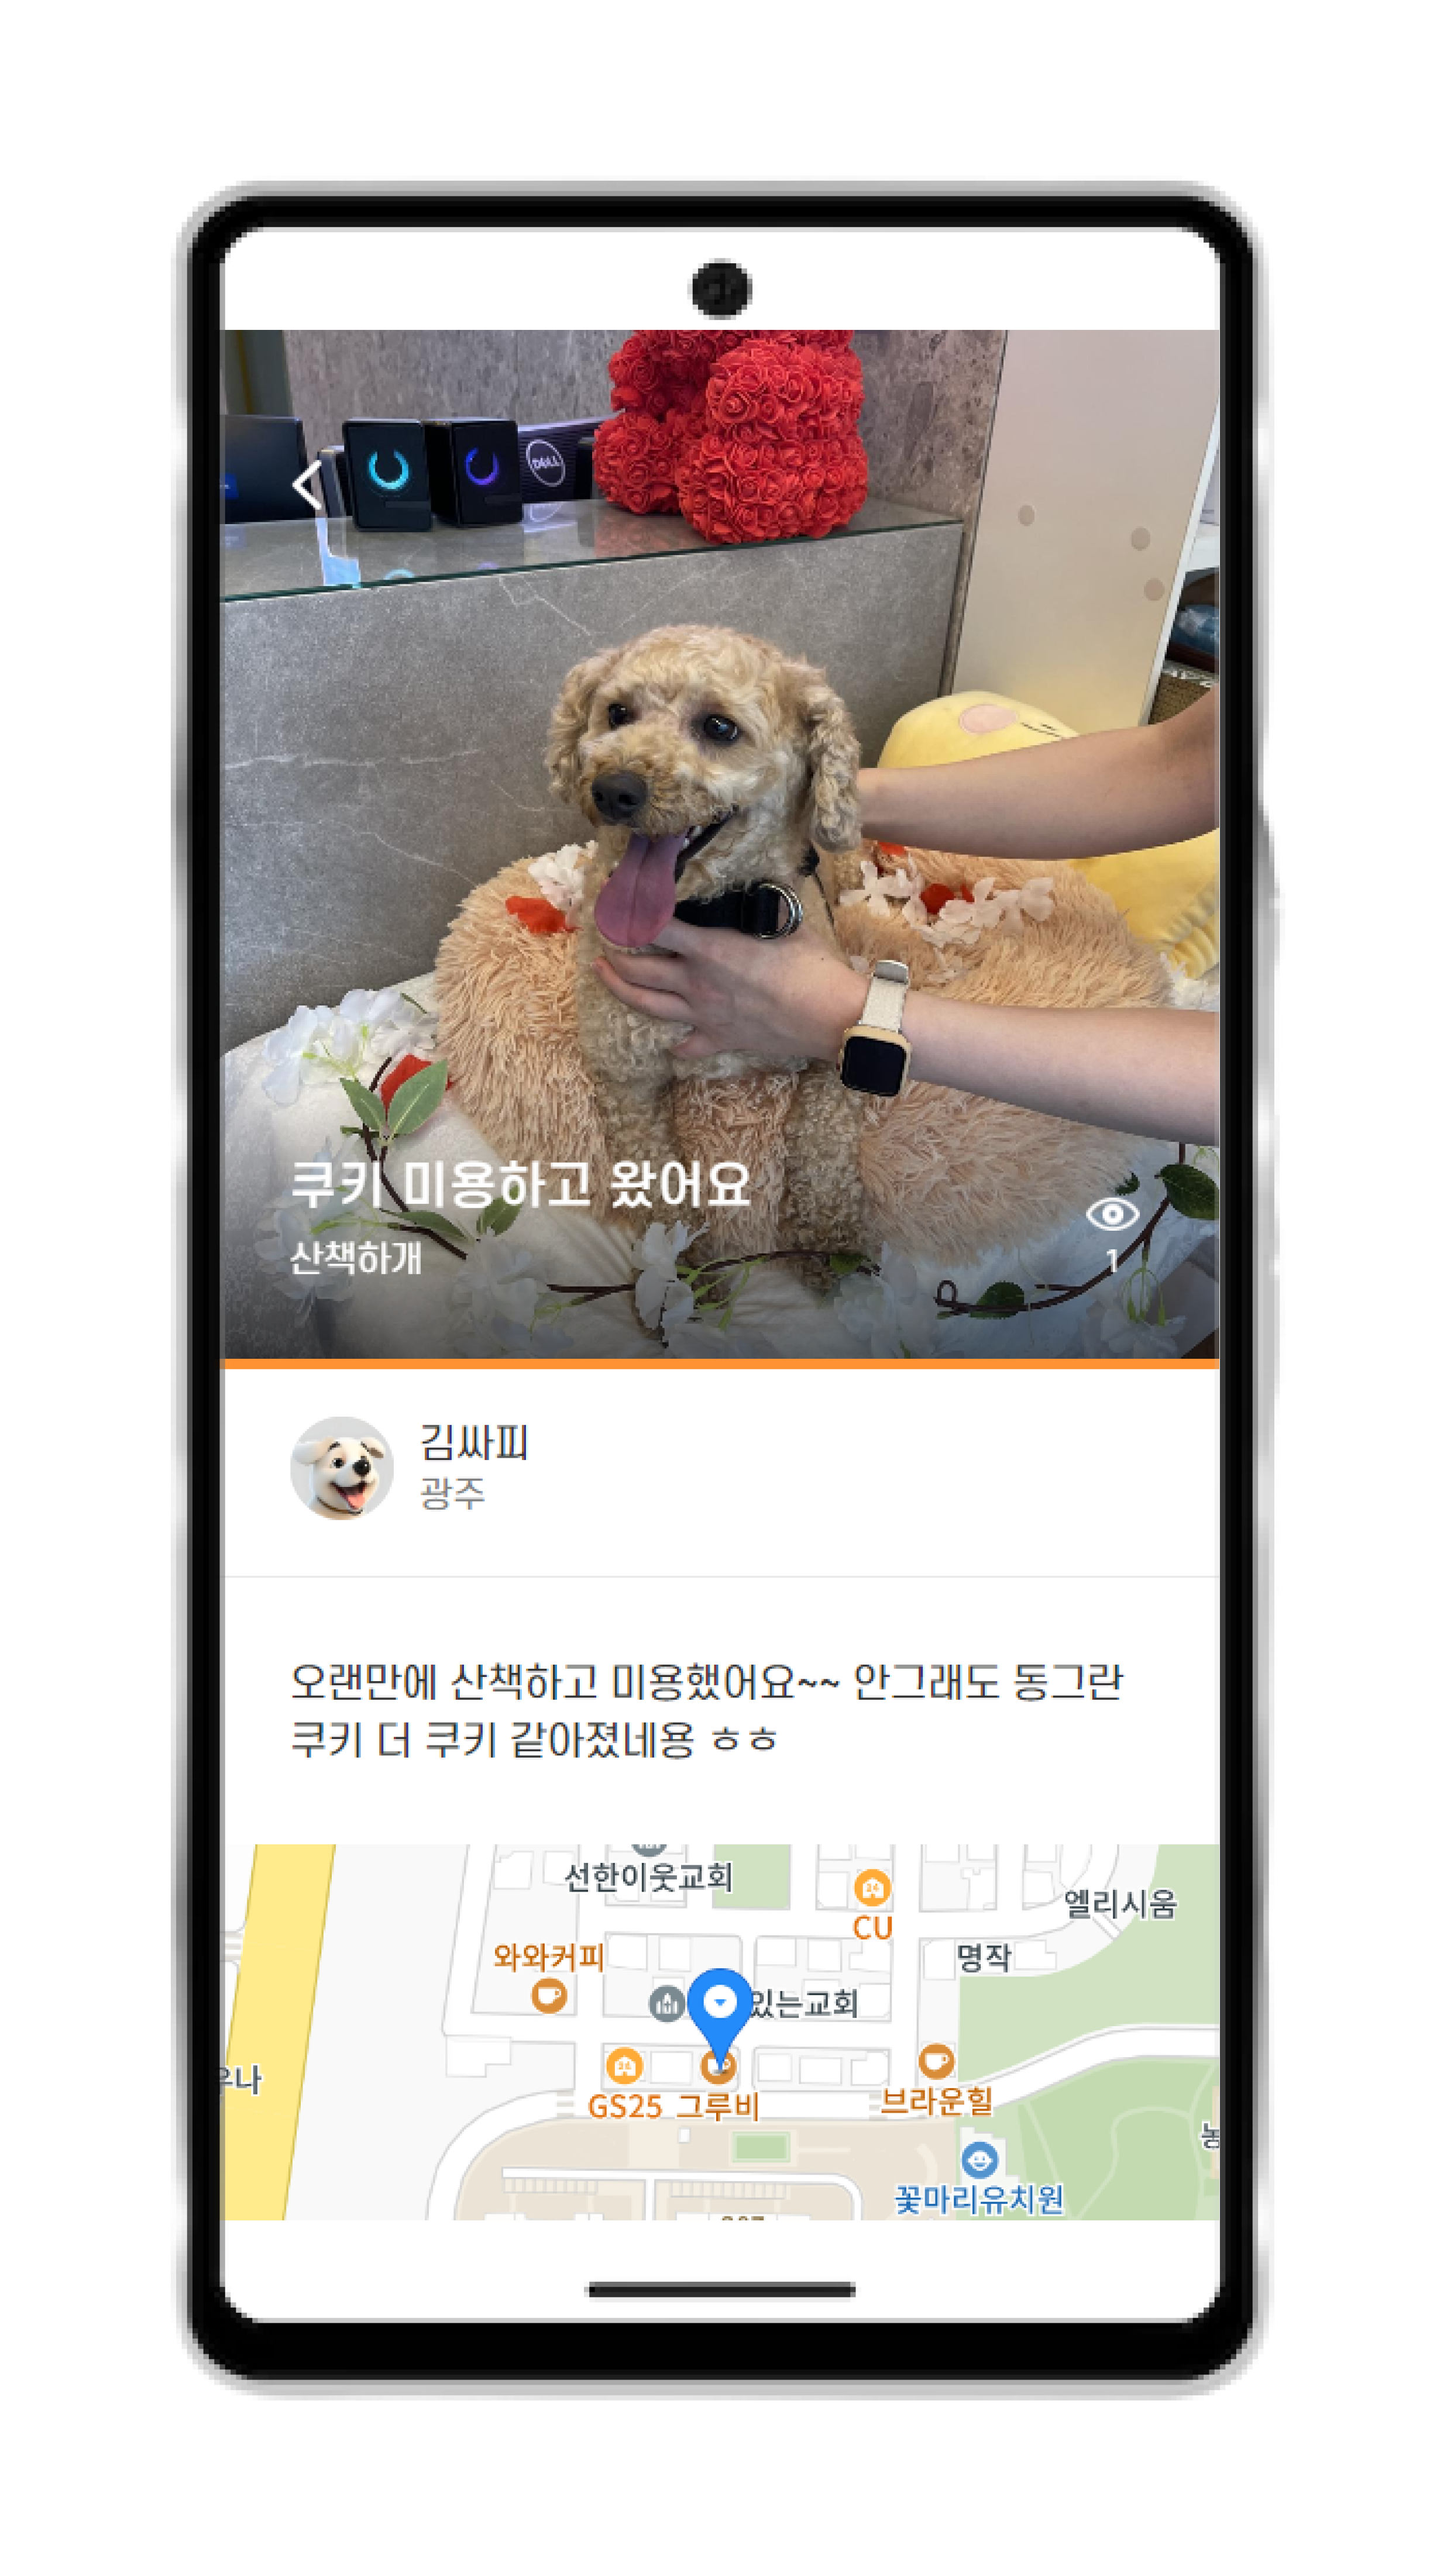 DELL
쿠키 미용하고 왔어요
산책하개
1
김싸피
광주
오랜만에 산책하고 미용했어요~~ 안그래도 동그란
쿠키 더 쿠키 같아졌네용 ㅎㅎ
선한이웃교회
엘리시움
CU
와와커피
명작
있는교회
우나
GS25 그루비
브라운힐
꽃마리유치원